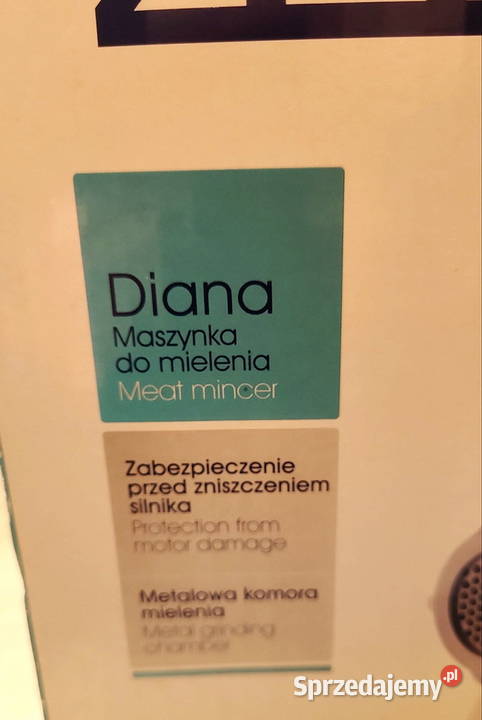 Diana
Maszynka
do mielenia
Meat mincer
Zabezpieczenie
przed zniszczeniem
silnika
Protection from
motor damage
Metalowa komora
mielenia
Metal grinding
chamber
Sprzedajemy.pl